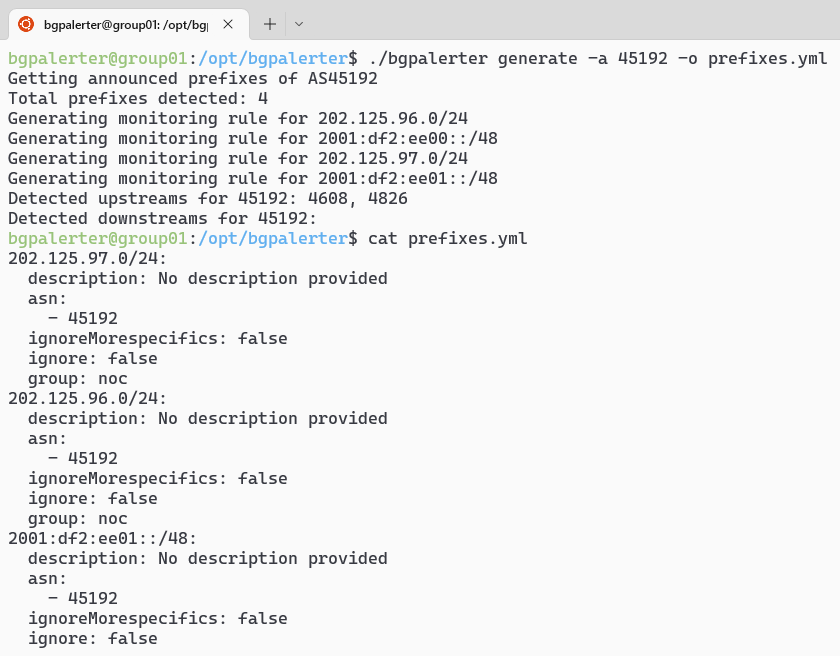 bgpalerter@group01: /opt/bgp
bgpalerter@group01:/opt/bgpalerter$ ./bgpalerter generate -a 45192 -o prefixes.yml
Getting announced prefixes of AS45192
Total prefixes detected: 4
Generating monitoring rule for 202.125.96.0/24
Generating monitoring rule for 2001:df2:ee00::/48
Generating monitoring rule for 202.125.97.0/24
Generating monitoring rule for 2001:df2:ee01::/48
Detected upstreams for 45192: 4608, 4826
Detected downstreams for 45192:
bgpalerter@group01:/opt/bgpalerter$ cat prefixes.yml
202.125.97.0/24:
  description: No description provided
  asn:
    - 45192
  ignoreMorespecifics: false
  ignore: false
  group: noc
202.125.96.0/24:
  description: No description provided
  asn:
    - 45192
  ignoreMorespecifics: false
  ignore: false
  group: noc
2001:df2:ee01::/48:
  description: No description provided
  asn:
    - 45192
  ignoreMorespecifics: false
  ignore: false